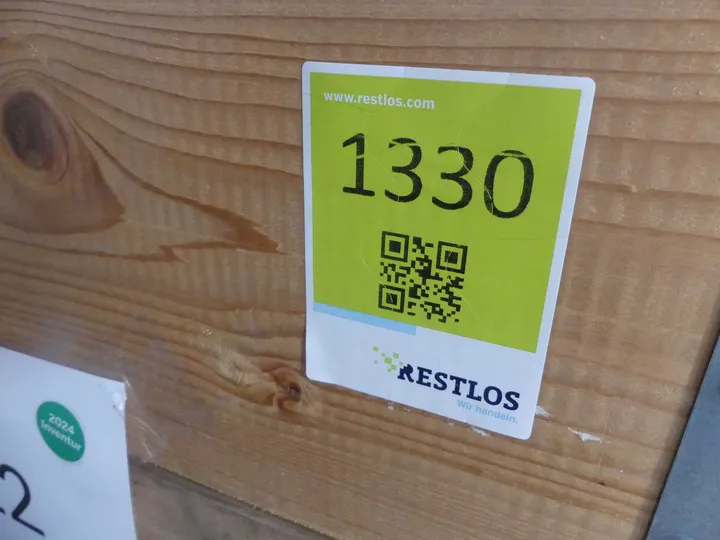 www.restlos.com
1330
RESTLOS
Wir handeln.
2024
Inventur